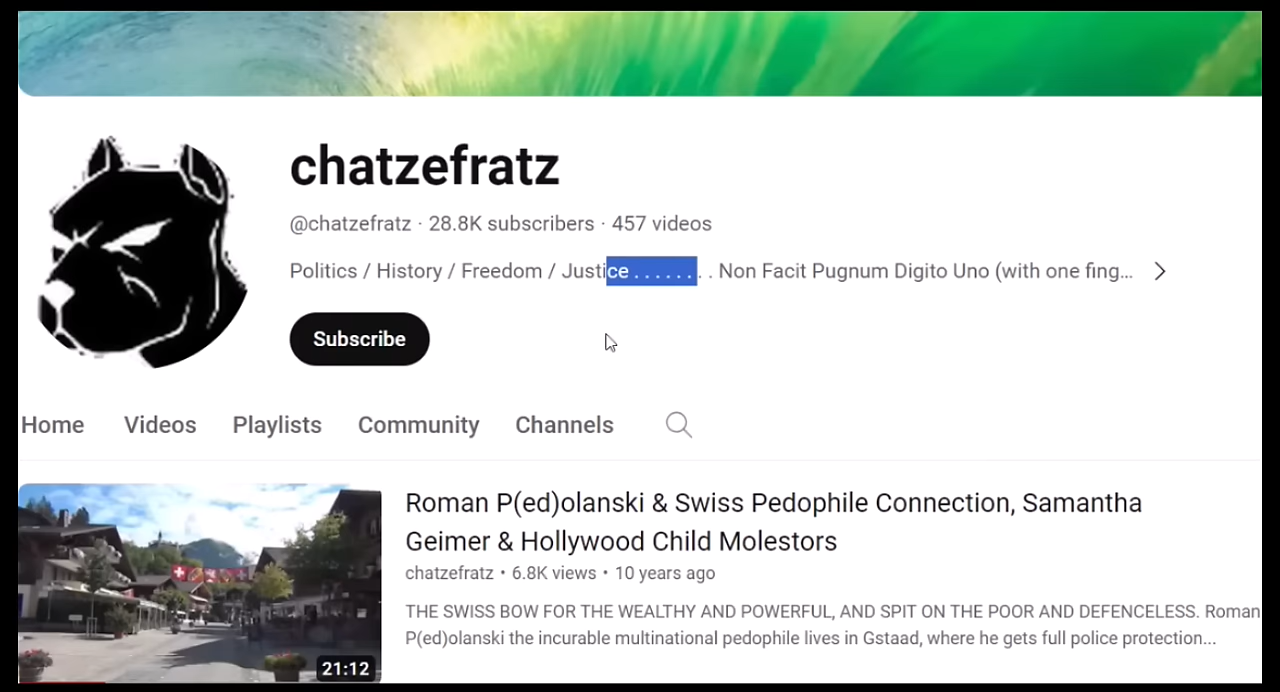 chatzefratz
@chatzefratz · 28.8K subscribers · 457 videos
Politics / History / Freedom / Justice . . . . . . . . Non Facit Pugnum Digito Uno (with one fing...
Subscribe
Home Videos Playlists Community Channels
Roman P(ed)olanski & Swiss Pedophile Connection, Samantha
Geimer & Hollywood Child Molestors
chatzefratz • 6.8K views • 10 years ago
THE SWISS BOW FOR THE WEALTHY AND POWERFUL, AND SPIT ON THE POOR AND DEFENCELESS. Roman
P(ed)olanski the incurable multinational pedophile lives in Gstaad, where he gets full police protection...
21:12